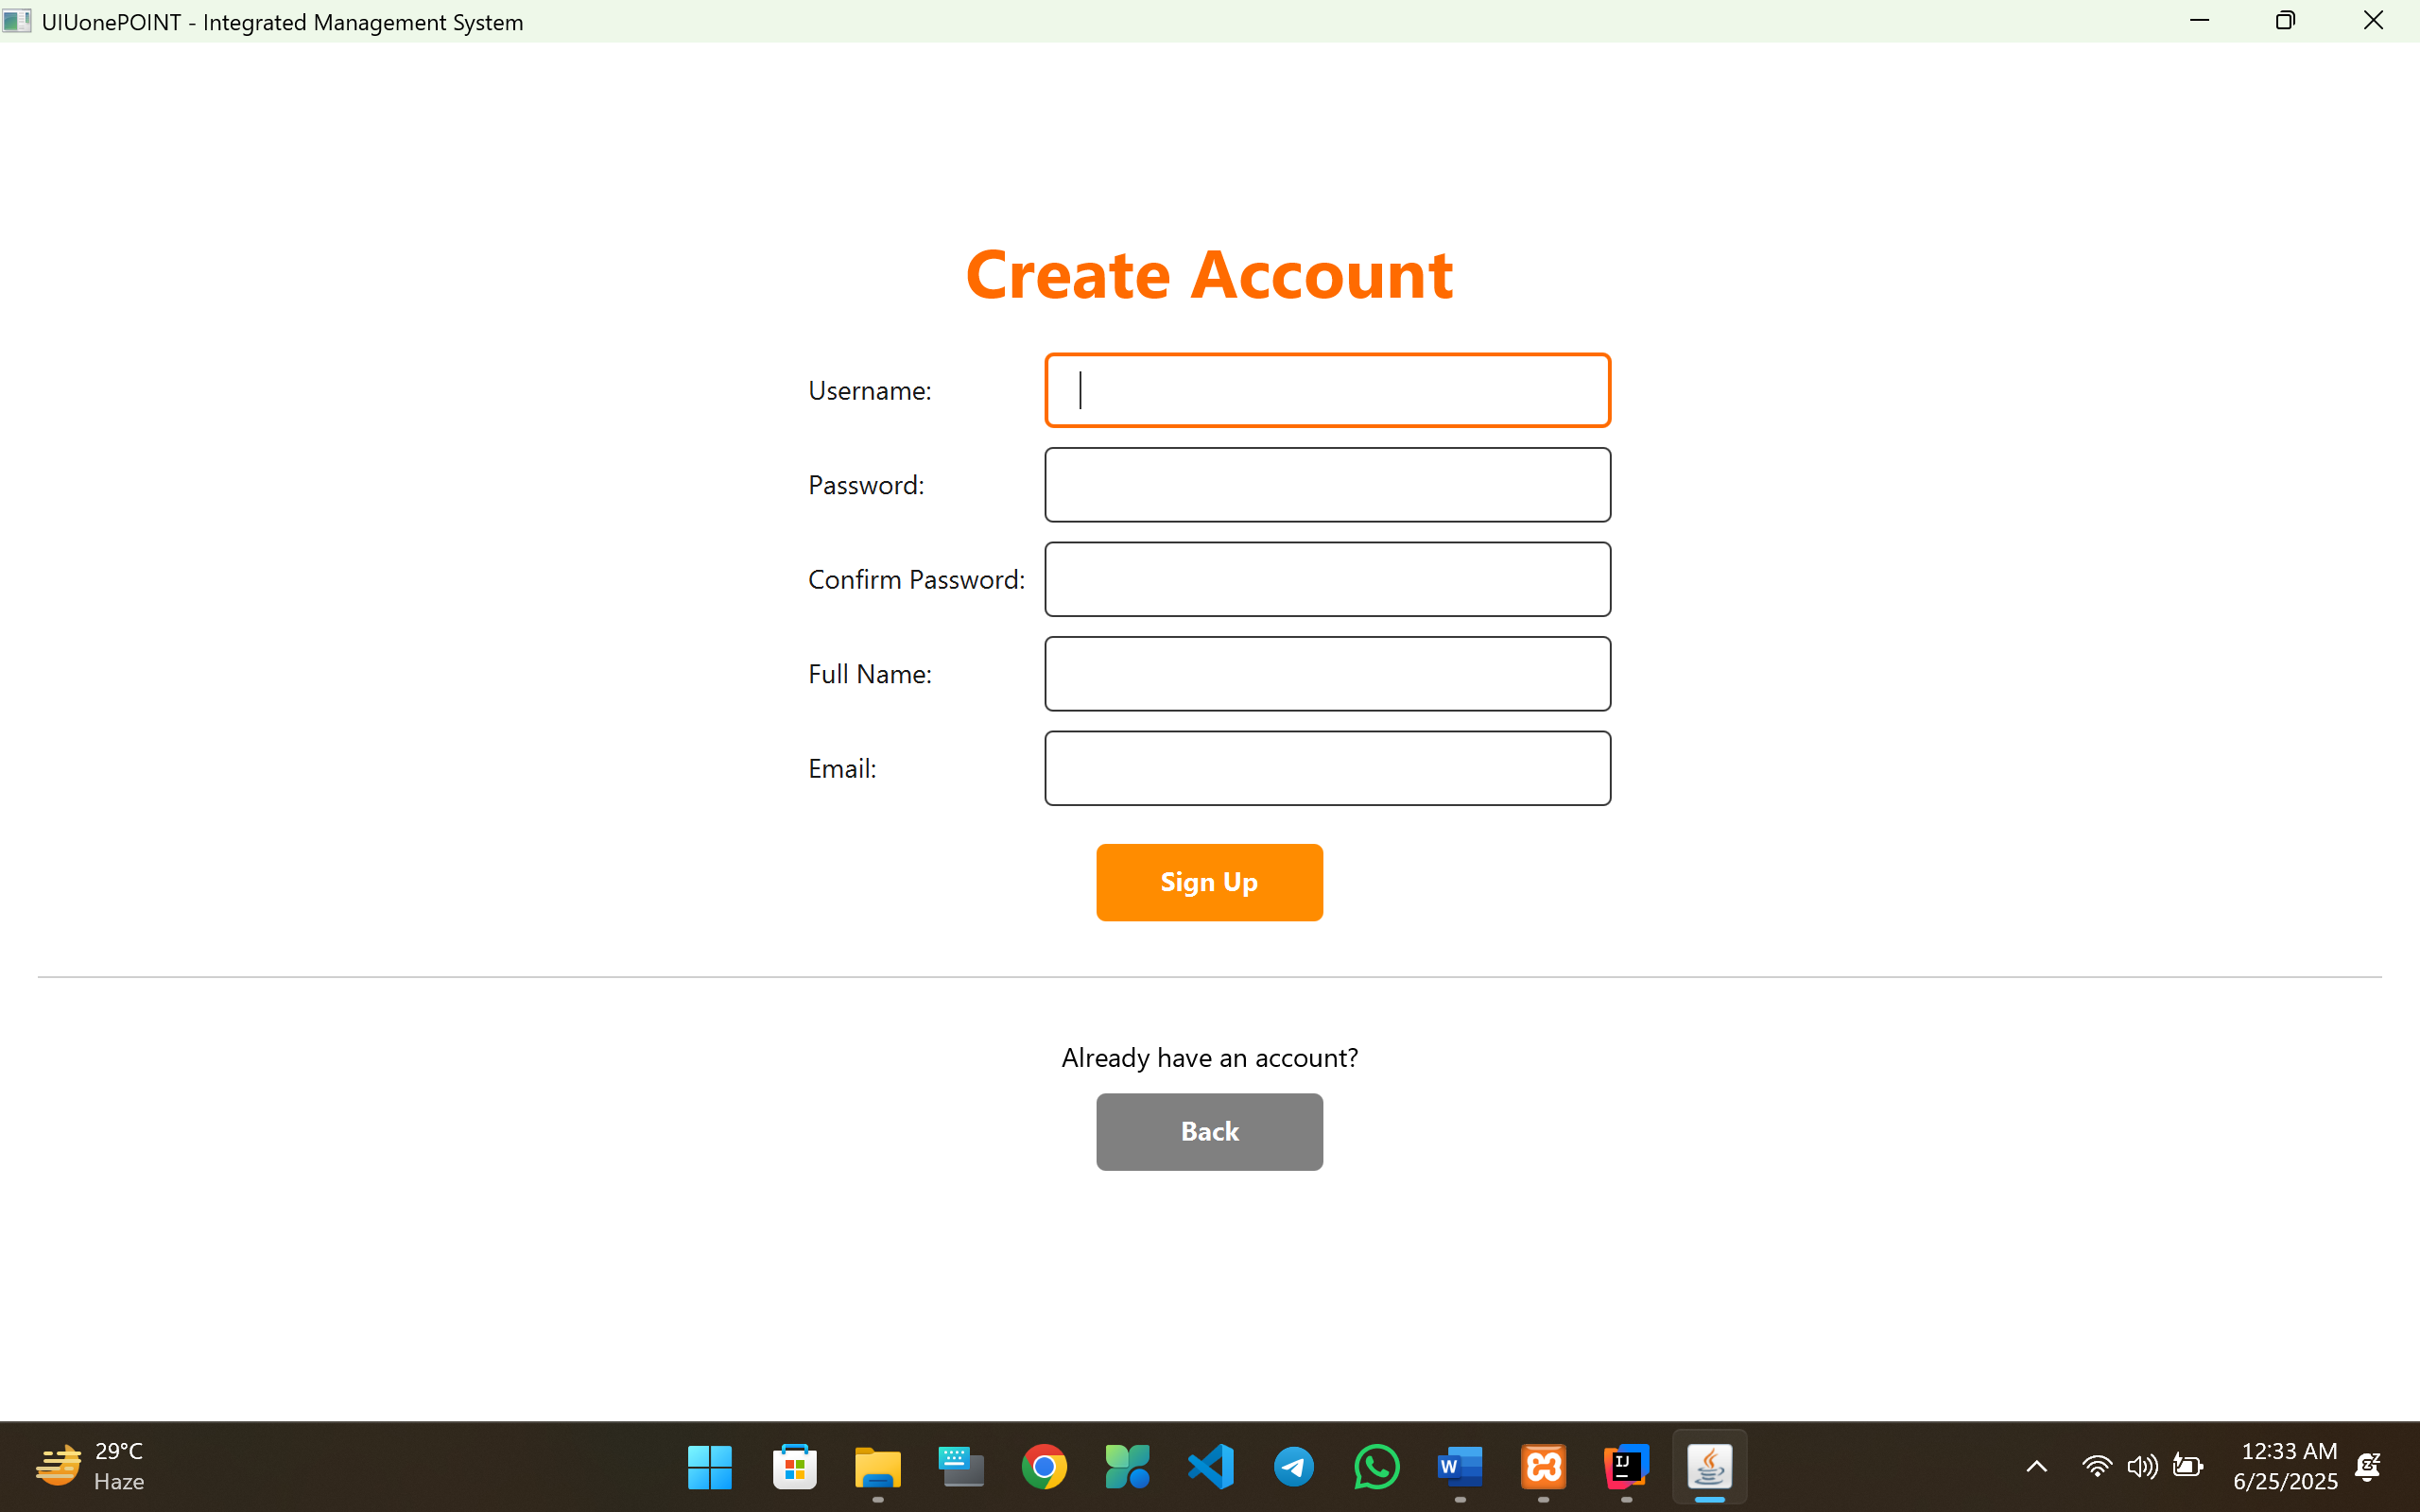 UIUonePOINT - Integrated Management System
Create Account
Username:
Password:
Confirm Password:
Full Name:
Email:
Sign Up
Already have an account?
Back
29°C
Haze
W
IJ
12:33 AM
6/25/2025